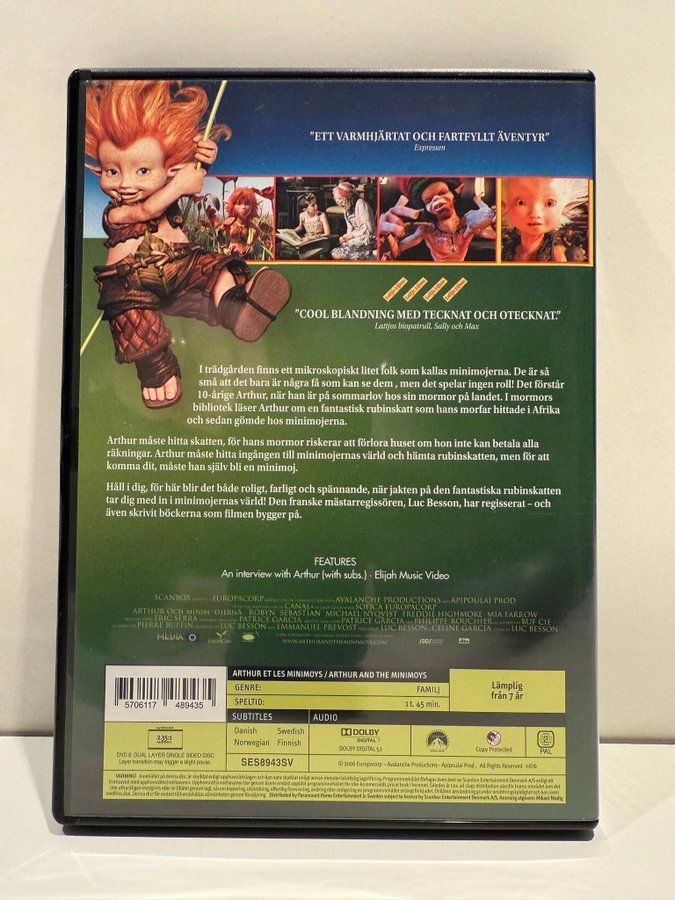 "ETT VARMHJÄRTAT OCH FARTFYLLT ÄVENTYR"
Expressen
"COOL BLANDNING MED TECKNAT OCH OTECKNAT."
Lattjos biopatrull, Sally och Max
I trädgården finns ett mikroskopiskt litet folk som kallas minimojerna. De är så
små att det bara är några få som kan se dem , men det spelar ingen roll! Det förstår
10-årige Arthur, när han är på sommarlov hos sin mormor på landet. I mormors
bibliotek läser Arthur om en fantastisk rubinskatt som hans morfar hittade i Afrika
och sedan gömde hos minimojerna.
Arthur måste hitta skatten, för hans mormor riskerar att förlora huset om hon inte kan betala alla
räkningar. Arthur måste hitta ingången till minimojernas värld och hämta rubinskatten, men för att
komma dit, måste han själv bli en minimoj.
Håll i dig, för här blir det både roligt, farligt och spännande, när jakten på den fantastiska rubinskatten
tar dig med in i minimojernas värld! Den franske mästarregissören, Luc Besson, har regisserat – och
även skrivit böckerna som filmen bygger på.
FEATURES
An interview with Arthur (with subs.) · Elijah Music Video
SCANBOX EUROPACORP AVALANCHE PRODUCTIONS APIPOULAI PROD
CANAL+ SOFICA EUROPACORP
ROBYN SEBASTIAN MICHAEL NYQVIST FREDDIE HIGHMORE MIA FARROW
ERIC SERRA PATRICE GARCIA PATRICE GARCIA PHILIPPE ROUCHIER BUF CIE
PIERRE BUFFIN LUC BESSON EMMANUEL PREVOST LUC BESSON CELINE GARCIA LUC BESSON
MEDIA
WWW.ARTHURANDTHEMINIMOYS.COM
ARTHUR ET LES MINIMOYS / ARTHUR AND THE MINIMOYS
GENRE: FAMILJ
SPELTID: 1 t. 45 min.
Lämplig
från 7 år
5706117 489435
SUBTITLES AUDIO
Danish Swedish
Norwegian Finnish
DOLBY
DIGITAL
DOLBY DIGITAL 5.1
Copy Protected
2
PAL
2.35:1
DVD 9: DUAL LAYER SINGLE SIDED DISC
Layer transition may trigger a slight pause.
SES8943SV
© 2006 Europacorp – Avalanche Productions - Apipoulai Prod. All Rights Reserved
WARNING!
Distributed by Paramount Home Entertainment in Sweden subject to licence by Scanbox Entertainment Denmark A/S. Ansvarig utgivare: Mikael Modig